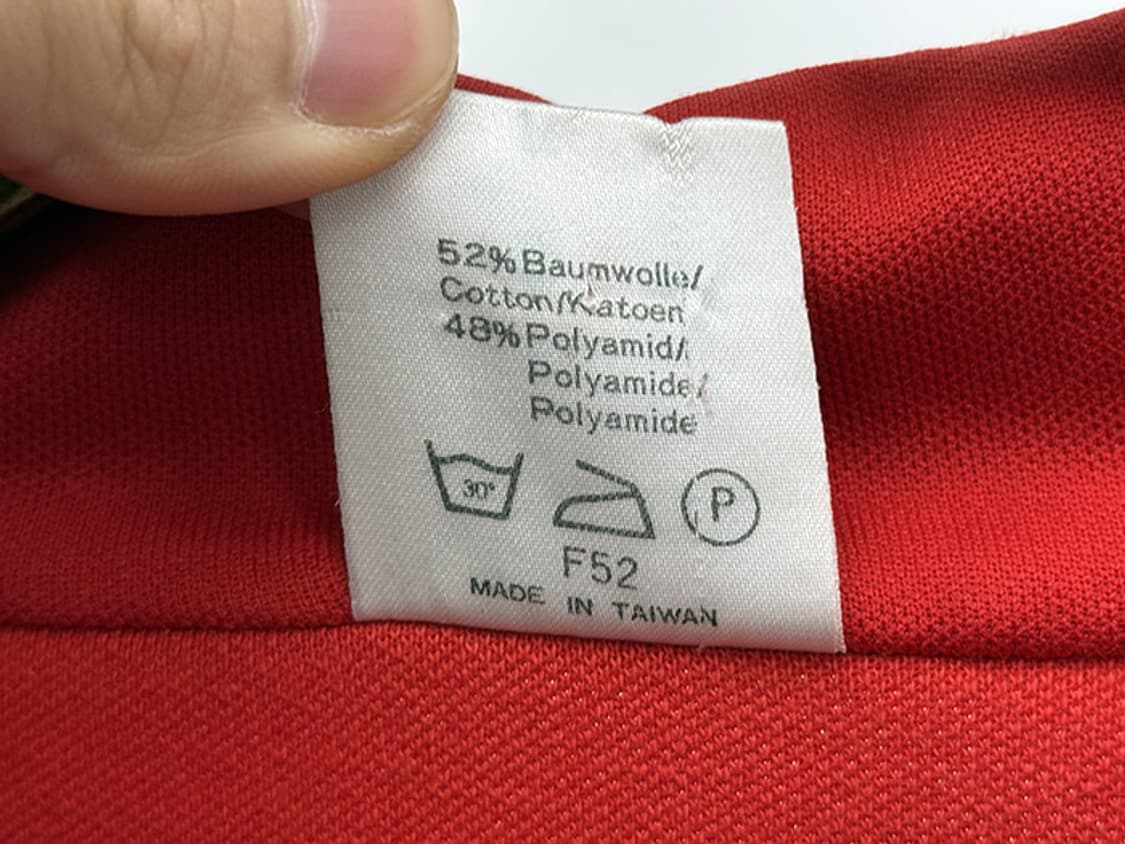 52% Baumwolle/
Cotton/Katoen
48% Polyamid/
Polyamide/
Polyamide
30° P
F52
MADE IN TAIWAN